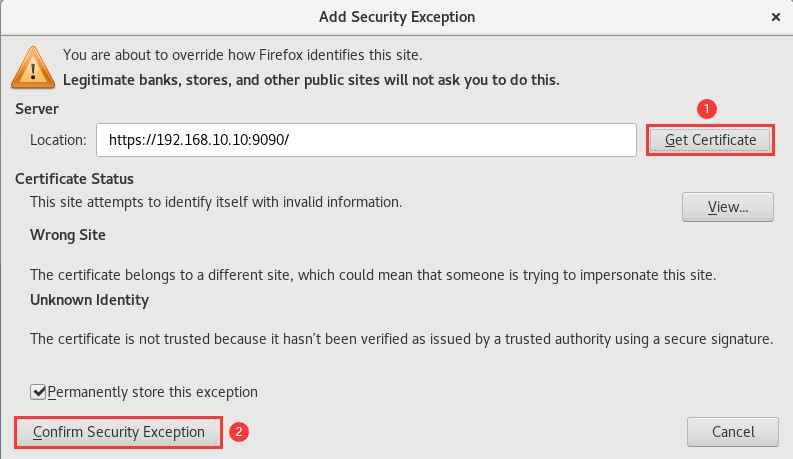 Add Security Exception
×
You are about to override how Firefox identifies this site.
Legitimate banks, stores, and other public sites will not ask you to do this.
Server
1
Location: https://192.168.10.10:9090/ Get Certificate
Certificate Status
This site attempts to identify itself with invalid information.
View...
Wrong Site
The certificate belongs to a different site, which could mean that someone is trying to impersonate this site.
Unknown Identity
The certificate is not trusted because it hasn't been verified as issued by a trusted authority using a secure signature.
Permanently store this exception
Confirm Security Exception 2 Cancel